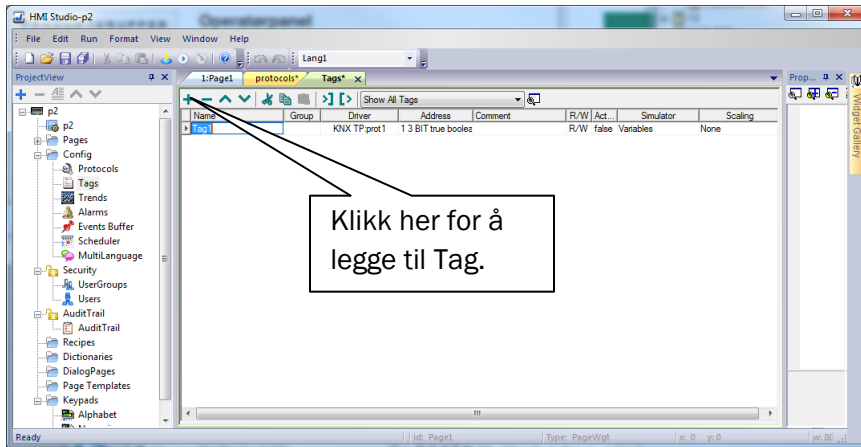 Operatørpanel
HMI Studio-p2
File Edit Run Format View Window Help
Lang1
ProjectView
1:Page1 protocols* Tags* x
Prop...
Show All Tags
Name Group Driver Address Comment R/W Act... Simulator Scaling
Tag1 KNX TP:prot1 1 3 BIT true boolea R/W false Variables None
Widget Gallery
p2
p2
Pages
Config
Protocols
Tags
Trends
Alarms
Events Buffer
Scheduler
MultiLanguage
Security
UserGroups
Users
AuditTrail
AuditTrail
Recipes
Dictionaries
DialogPages
Page Templates
Keypads
Alphabet
Klikk her for å
legge til Tag.
Ready id: Page1 Type: PageWgt x: 0 y: 0 w: 80